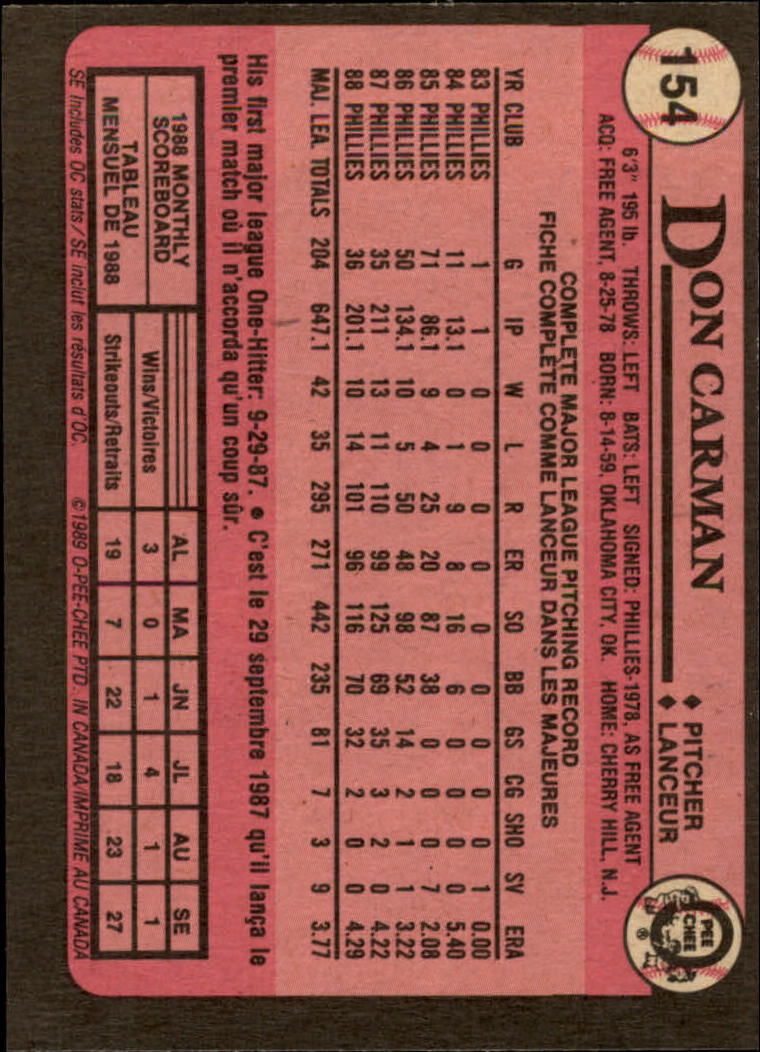 154
DON CARMAN
♦ PITCHER
♦ LANCEUR
O
PEE
CHEE
®
6'3" 195 lb. THROWS: LEFT BATS: LEFT SIGNED: PHILLIES-1978, AS FREE AGENT
ACQ: FREE AGENT, 8-25-78 BORN: 8-14-59, OKLAHOMA CITY, OK. HOME: CHERRY HILL, N.J.
COMPLETE MAJOR LEAGUE PITCHING RECORD
FICHE COMPLÈTE COMME LANCEUR DANS LES MAJEURES
YR CLUB G IP W L R ER SO BB GS CG SHO SV ERA
83 PHILLIES 1 1 0 0 0 0 0 0 0 0 0 1 0.00
84 PHILLIES 11 13.1 0 1 9 8 16 6 0 0 0 0 5.40
85 PHILLIES 71 86.1 9 4 25 20 87 38 0 0 0 7 2.08
86 PHILLIES 50 134.1 10 5 50 48 98 52 14 2 1 1 3.22
87 PHILLIES 35 211 13 11 110 99 125 69 35 3 2 0 4.22
88 PHILLIES 36 201.1 10 14 101 96 116 70 32 2 0 0 4.29
MAJ. LEA. TOTALS 204 647.1 42 35 295 271 442 235 81 7 3 9 3.77
His first major league One-Hitter: 9-29-87. ● C'est le 29 septembre 1987 qu'il lança le
premier match où il n'accorda qu'un coup sûr.
1988 MONTHLY
SCOREBOARD
TABLEAU
MENSUEL DE 1988
AL MA JN JL AU SE
Wins/Victoires 3 0 1 4 1 1
Strikeouts/Retraits 19 7 22 18 23 27
SE includes OC stats/SE inclut les résultats d'OC. ©1989 O-PEE-CHEE PTD. IN CANADA/IMPRIMÉ AU CANADA